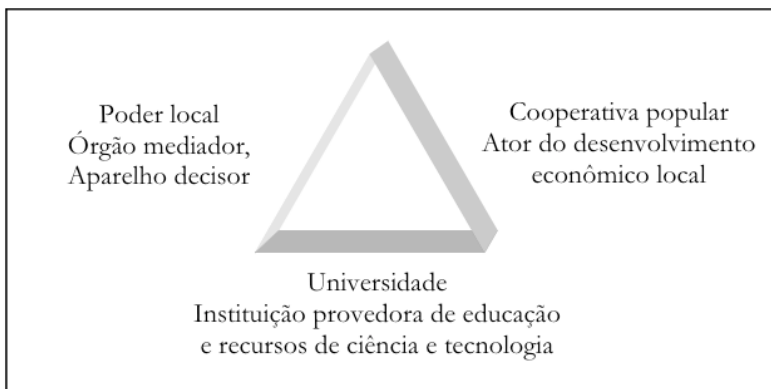 Poder local
Órgão mediador,
Aparelho decisor
Cooperativa popular
Ator do desenvolvimento
econômico local
Universidade
Instituição provedora de educação
e recursos de ciência e tecnologia